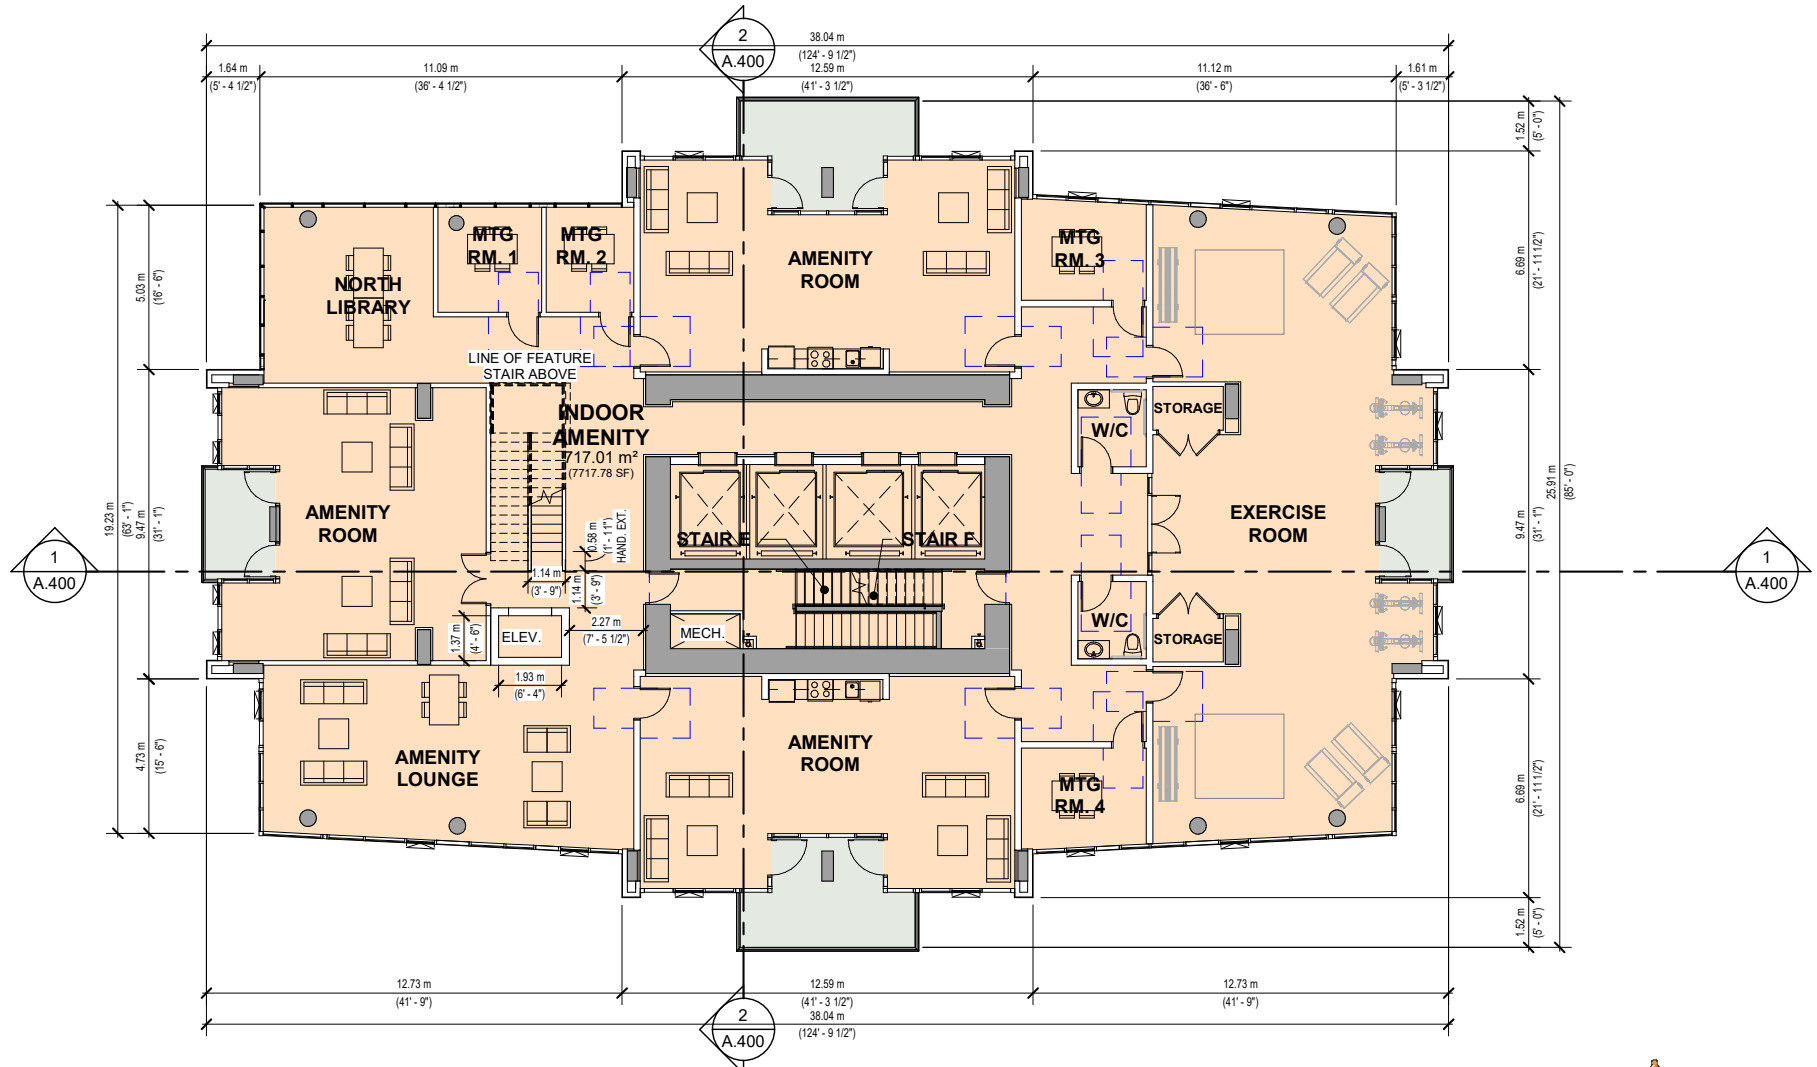 2
A.400
38.04 m
(124' - 9 1/2")
1.64 m
(5' - 4 1/2")
11.09 m
(36' - 4 1/2")
12.59 m
(41' - 3 1/2")
11.12 m
(36' - 6")
1.61 m
(5' - 3 1/2")
1.52 m
(5' - 0")
25.91 m
(85' - 0")
6.69 m
(21' - 11 1/2")
9.47 m
(31' - 1")
6.69 m
(21' - 11 1/2")
1.52 m
(5' - 0")
19.23 m
(63' - 1")
5.03 m
(16' - 6")
9.47 m
(31' - 1")
4.73 m
(15' - 6")
MTG
RM. 1
MTG
RM. 2
NORTH
LIBRARY
AMENITY
ROOM
MTG
RM. 3
LINE OF FEATURE
STAIR ABOVE
INDOOR
AMENITY
717.01 m²
(7717.78 SF)
W/C
STORAGE
AMENITY
ROOM
STAIR E
STAIR F
EXERCISE
ROOM
0.58 m
(1' - 11")
HAND. EXT.
1.14 m
(3' - 9")
1.14 m
(3' - 9")
1
A.400
1
A.400
ELEV.
1.37 m
(4' - 6")
2.27 m
(7' - 5 1/2")
MECH.
W/C
STORAGE
1.93 m
(6' - 4")
AMENITY
LOUNGE
AMENITY
ROOM
MTG
RM. 4
12.73 m
(41' - 9")
12.59 m
(41' - 3 1/2")
12.73 m
(41' - 9")
38.04 m
(124' - 9 1/2")
2
A.400